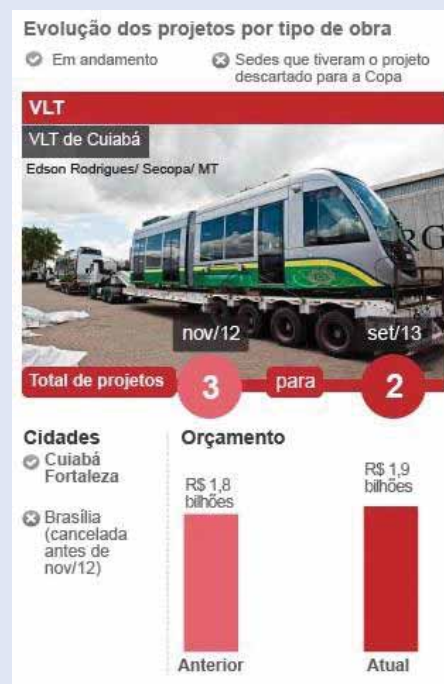 Evolução dos projetos por tipo de obra
Em andamento
Sedes que tiveram o projeto
descartado para a Copa
VLT
VLT de Cuiabá
Edson Rodrigues/ Secopa/ MT
RG
nov/12
set/13
Total de projetos
3
para
2
Cidades
Cuiabá
Fortaleza
Brasília
(cancelada
antes de
nov/12)
Orçamento
R$ 1,8
bilhões
R$ 1,9
bilhões
Anterior
Atual